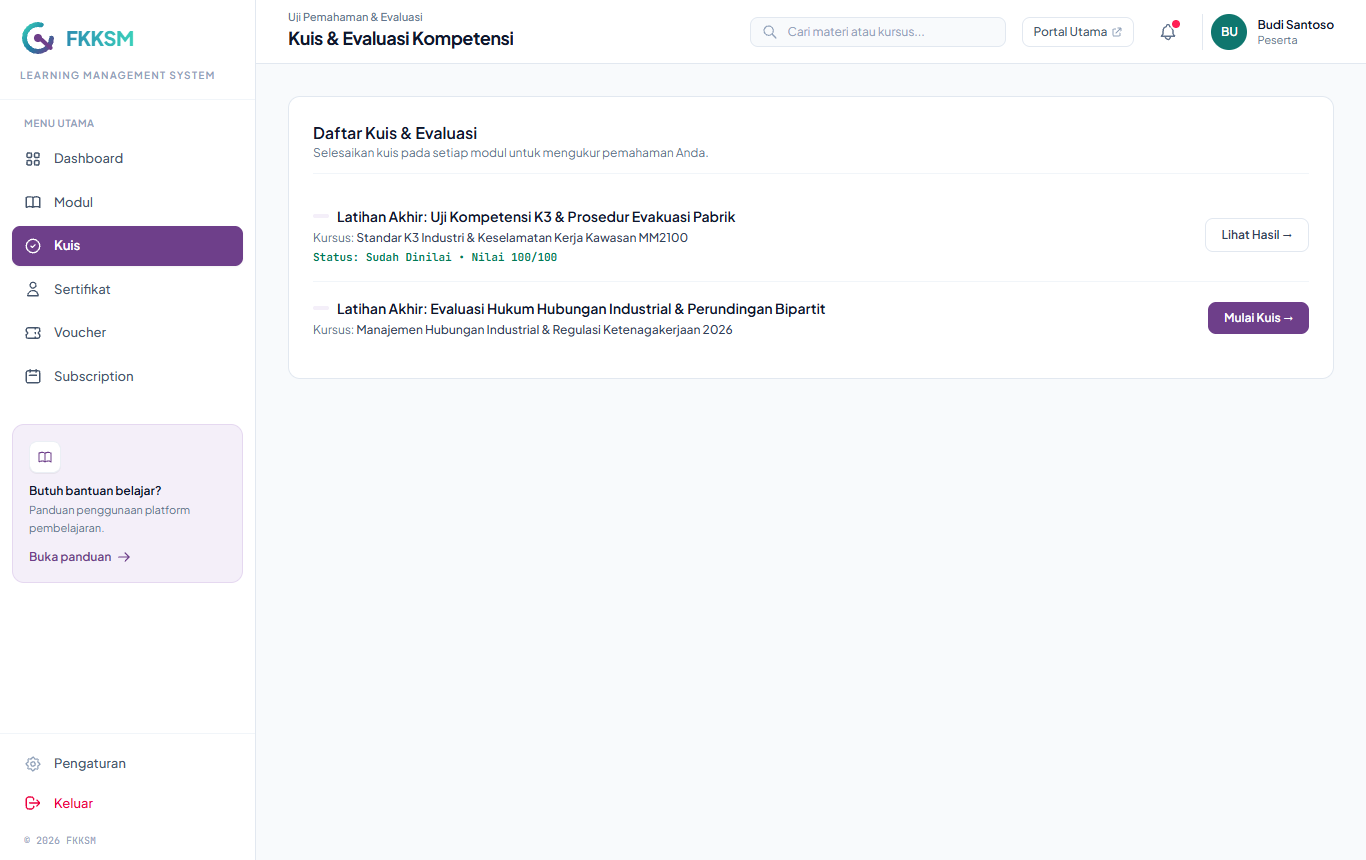 FKKSM
LEARNING MANAGEMENT SYSTEM
MENU UTAMA
Dashboard
Modul
Kuis
Sertifikat
Voucher
Subscription
Butuh bantuan belajar?
Panduan penggunaan platform
pembelajaran.
Buka panduan →
Pengaturan
Keluar
© 2026 FKKSM
Uji Pemahaman & Evaluasi
Kuis & Evaluasi Kompetensi
Cari materi atau kursus...
Portal Utama
BU
Budi Santoso
Peserta
Daftar Kuis & Evaluasi
Selesaikan kuis pada setiap modul untuk mengukur pemahaman Anda.
Latihan Akhir: Uji Kompetensi K3 & Prosedur Evakuasi Pabrik
Kursus: Standar K3 Industri & Keselamatan Kerja Kawasan MM2100
Status: Sudah Dinilai • Nilai 100/100
Lihat Hasil →
Latihan Akhir: Evaluasi Hukum Hubungan Industrial & Perundingan Bipartit
Kursus: Manajemen Hubungan Industrial & Regulasi Ketenagakerjaan 2026
Mulai Kuis →